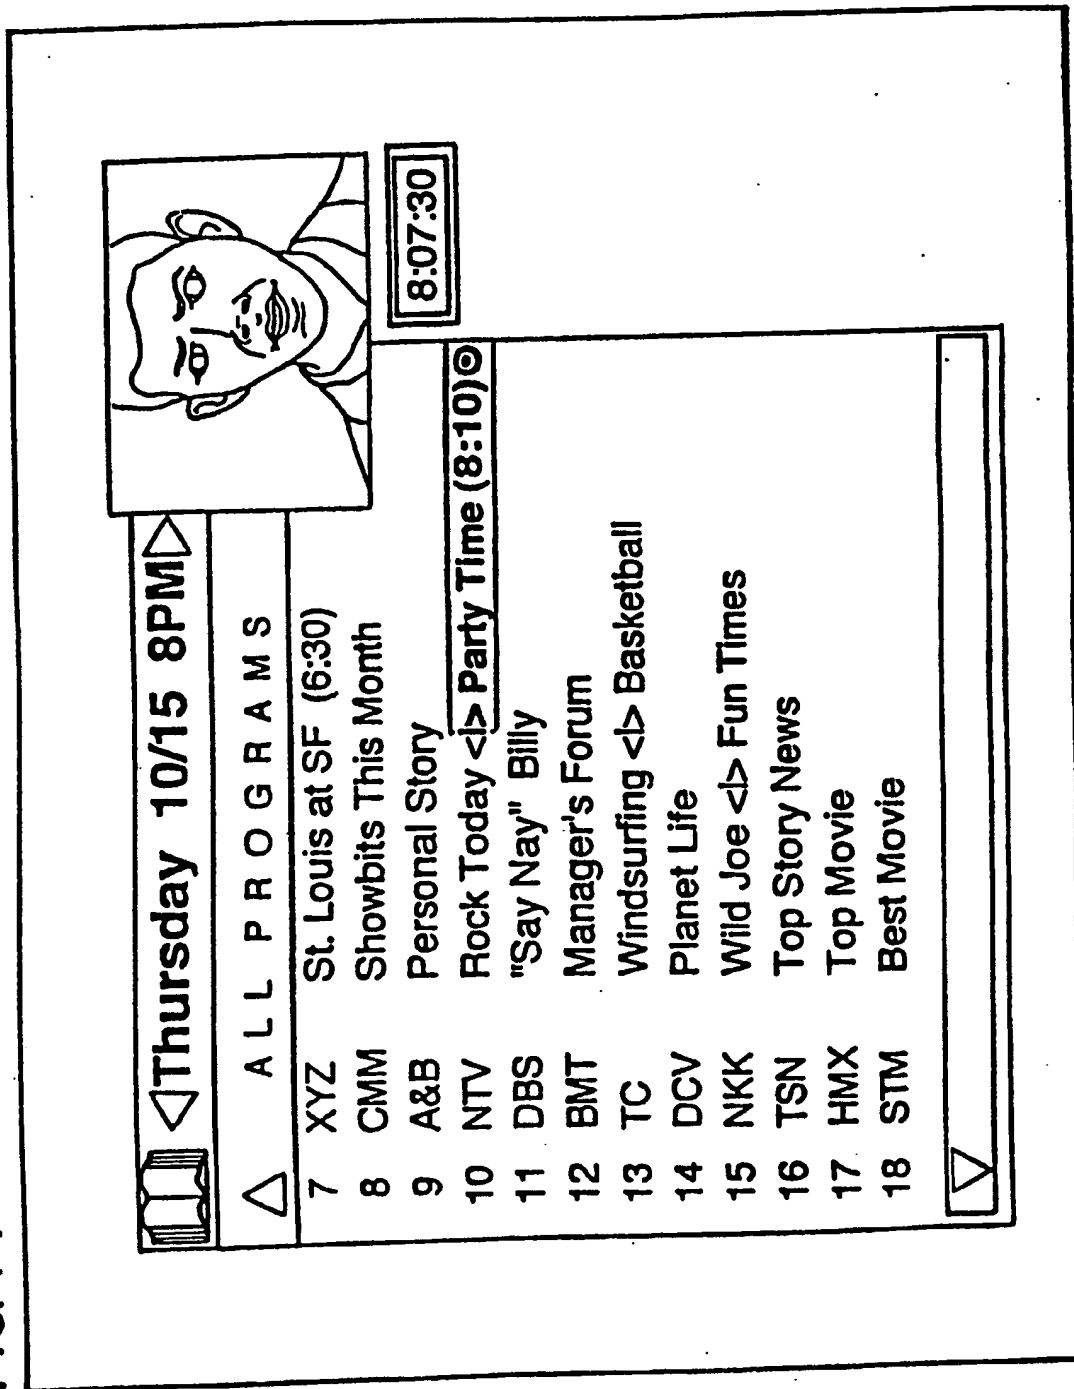 Thursday 10/15 8PM
ALL PROGRAMS
8:07:30
7 XYZ St. Louis at SF (6:30)
8 CMM Showbits This Month
9 A&B Personal Story
10 NTV Rock Today <|> Party Time (8:10)
11 DBS "Say Nay" Billy
12 BMT Manager's Forum
13 TC Windsurfing <|> Basketball
14 DCV Planet Life
15 NKK Wild Joe <|> Fun Times
16 TSN Top Story News
17 HMX Top Movie
18 STM Best Movie